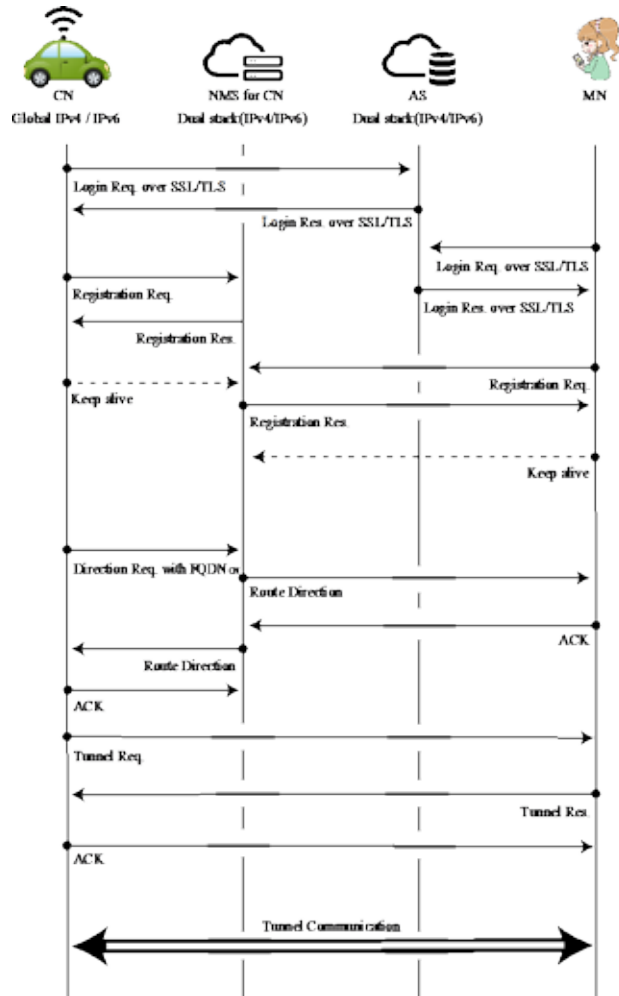 CN
NMS for CN
AS
MN
Global IPv4 / IPv6
Dual stack(IPv4/IPv6)
Dual stack(IPv4/IPv6)
Login Req. over SSL/TLS
Login Res. over SSL/TLS
Login Req. over SSL/TLS
Registration Req.
Login Res. over SSL/TLS
Registration Res.
Registration Req.
Keep alive
Registration Res.
Keep alive
Direction Req. with FQDN
Route Direction
ACK
Route Direction
ACK
Tunnel Req.
Tunnel Res.
ACK
Tunnel Communication